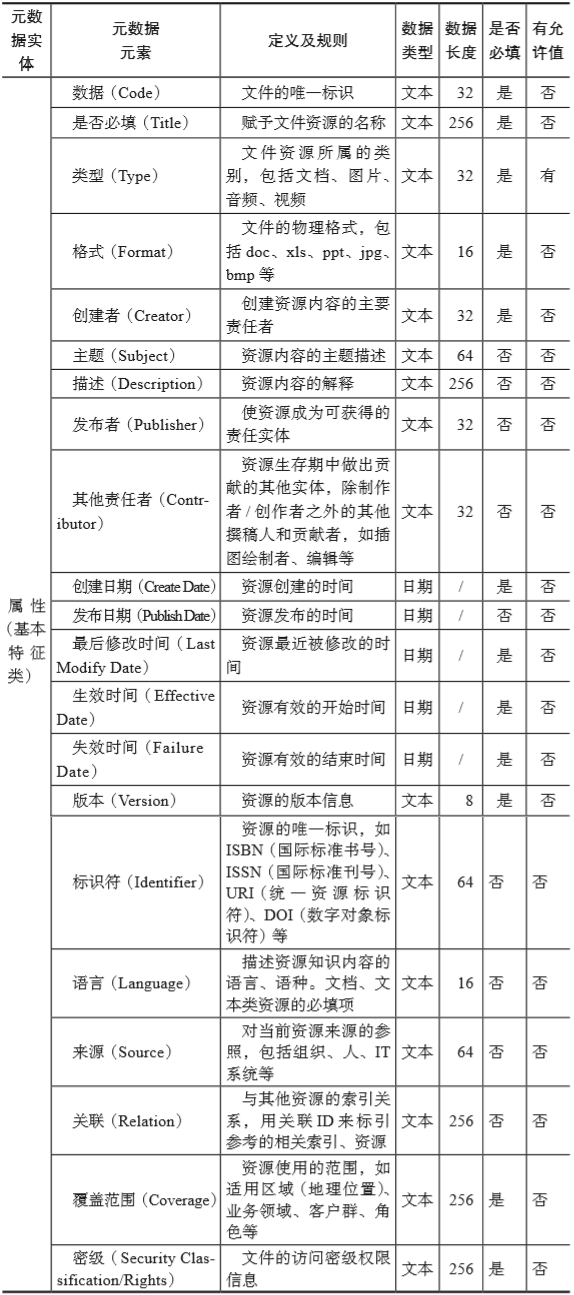 元数据实体 元数据元素 定义及规则 数据类型 数据长度 是否必填 有允许值
属性（基本特征类）
数据（Code） 文件的唯一标识 文本 32 是 否
是否必填（Title） 赋予文件资源的名称 文本 256 是 否
类型（Type） 文件资源所属的类别，包括文档、图片、音频、视频 文本 32 是 有
格式（Format） 文件的物理格式，包括 doc、xls、ppt、jpg、bmp 等 文本 16 是 否
创建者（Creator） 创建资源内容的主要责任者 文本 32 是 否
主题（Subject） 资源内容的主题描述 文本 64 否 否
描述（Description） 资源内容的解释 文本 256 否 否
发布者（Publisher） 使资源成为可获得的责任实体 文本 32 否 否
其他责任者（Contr-ibutor） 资源生存期中做出贡献的其他实体，除制作者 / 创作者之外的其他撰稿人和贡献者，如插图绘制者、编辑等 文本 32 否 否
创建日期（Create Date） 资源创建的时间 日期 / 是 否
发布日期（Publish Date） 资源发布的时间 日期 / 否 否
最后修改时间（Last Modify Date） 资源最近被修改的时间 日期 / 是 否
生效时间（Effective Date） 资源有效的开始时间 日期 / 是 否
失效时间（Failure Date） 资源有效的结束时间 日期 / 是 否
版本（Version） 资源的版本信息 文本 8 是 否
标识符（Identifier） 资源的唯一标识，如 ISBN（国际标准书号）、ISSN（国际标准刊号）、URI（统一资源标识符）、DOI（数字对象标识符）等 文本 64 否 否
语言（Language） 描述资源知识内容的语言、语种。文档、文本类资源的必填项 文本 16 否 否
来源（Source） 对当前资源来源的参照，包括组织、人、IT 系统等 文本 64 否 否
关联（Relation） 与其他资源的索引关系，用关联 ID 来标引参考的相关索引、资源 文本 256 否 否
覆盖范围（Coverage） 资源使用的范围，如适用区域（地理位置）、业务领域、客户群、角色等 文本 256 是 否
密级（Security Clas-sification/Rights） 文件的访问密级权限信息 文本 256 是 否